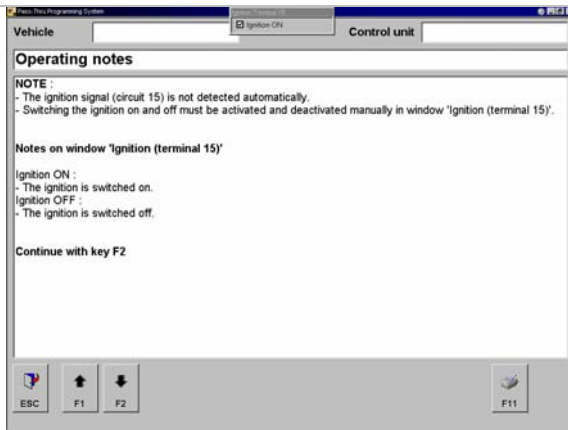 Pass-Thru Programming System
Ignition (Terminal 15)
Ignition ON
Vehicle
Control unit
Operating notes
NOTE :
- The ignition signal (circuit 15) is not detected automatically.
- Switching the ignition on and off must be activated and deactivated manually in window 'Ignition (terminal 15)'.
Notes on window 'Ignition (terminal 15)'
Ignition ON :
- The ignition is switched on.
Ignition OFF :
- The ignition is switched off.
Continue with key F2
ESC
F1
F2
F11